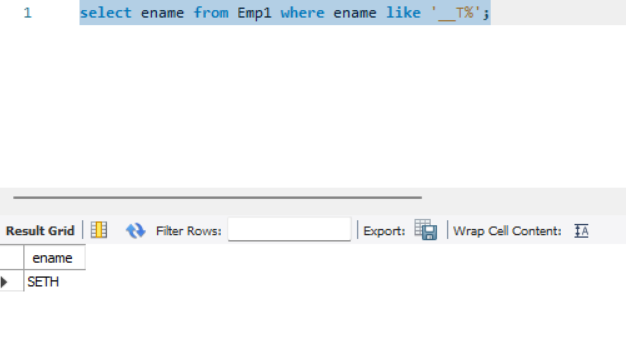 1 select ename from Emp1 where ename like '__T%';
Result Grid Filter Rows: Export: Wrap Cell Content: IA
ename
SETH